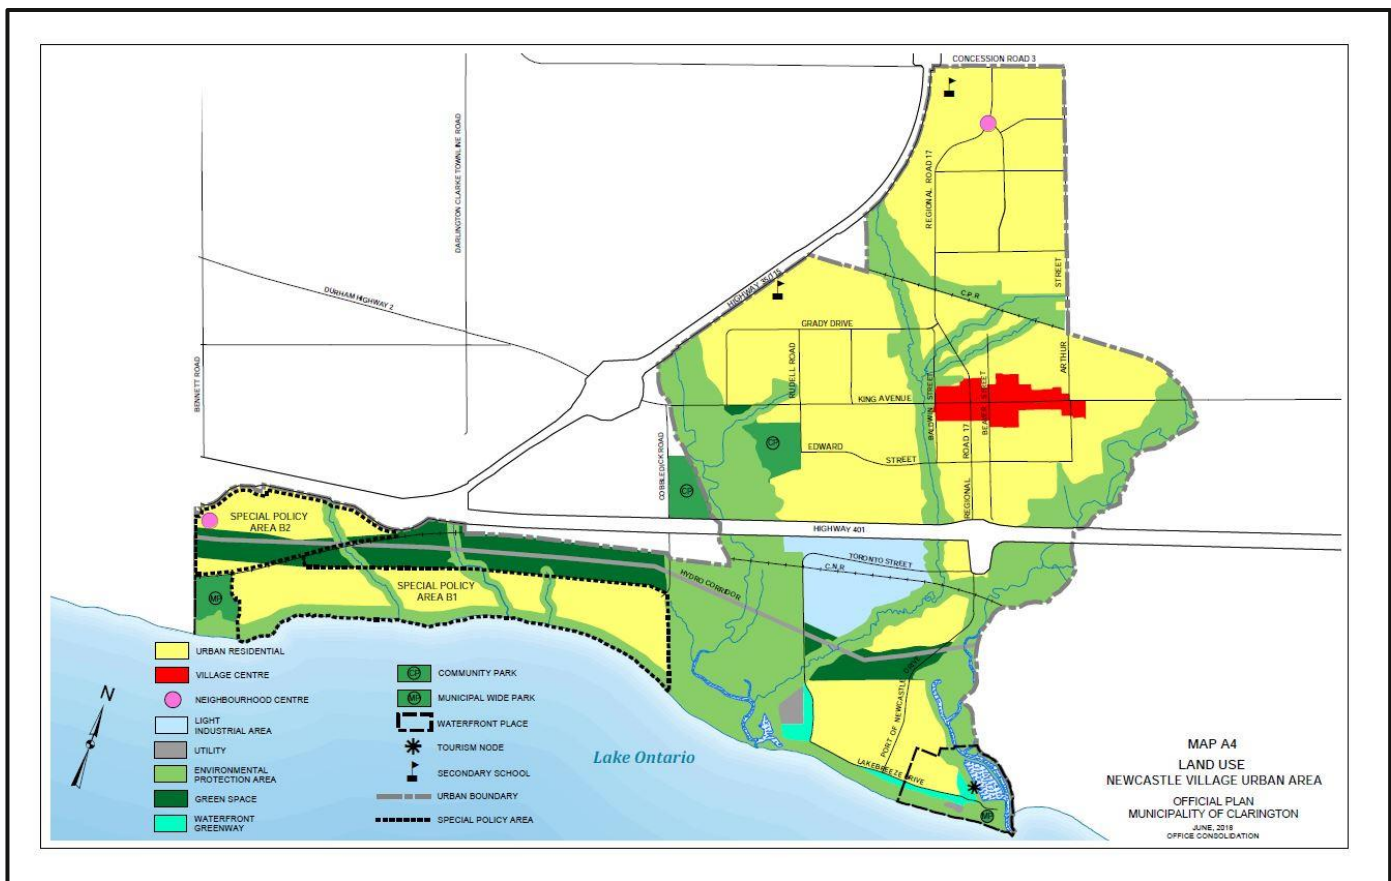 CONCESSION ROAD 3
DARLINGTON CLARKE TOWNLINE ROAD
REGIONAL ROAD 17
HIGHWAY 35/115
STREET
C.P.R
DURHAM HIGHWAY 2
GRADY DRIVE
RUDELL ROAD
ARTHUR
BENNETT ROAD
KING AVENUE
BALDWIN STREET
BEAVER STREET
CP
EDWARD
STREET
REGIONAL ROAD 17
COBBLEDICK ROAD
CP
SPECIAL POLICY
AREA B2
HIGHWAY 401
TORONTO STREET
C.N.R
HYDRO CORRIDOR
SPECIAL POLICY
AREA B1
MP
URBAN RESIDENTIAL
VILLAGE CENTRE
NEIGHBOURHOOD CENTRE
LIGHT
INDUSTRIAL AREA
UTILITY
ENVIRONMENTAL
PROTECTION AREA
GREEN SPACE
WATERFRONT
GREENWAY
CP
COMMUNITY PARK
MP
MUNICIPAL WIDE PARK
WATERFRONT PLACE
TOURISM NODE
SECONDARY SCHOOL
URBAN BOUNDARY
SPECIAL POLICY AREA
N
Lake Ontario
PORT OF NEWCASTLE DRIVE
LAKEBREEZE DRIVE
MP
MAP A4
LAND USE
NEWCASTLE VILLAGE URBAN AREA
OFFICIAL PLAN
MUNICIPALITY OF CLARINGTON
JUNE, 2018
OFFICE CONSOLIDATION